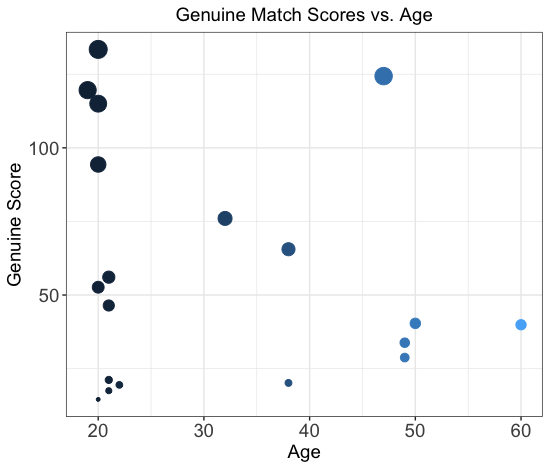 Genuine Match Scores vs. Age
Genuine Score
100
50
20 30 40 50 60
Age